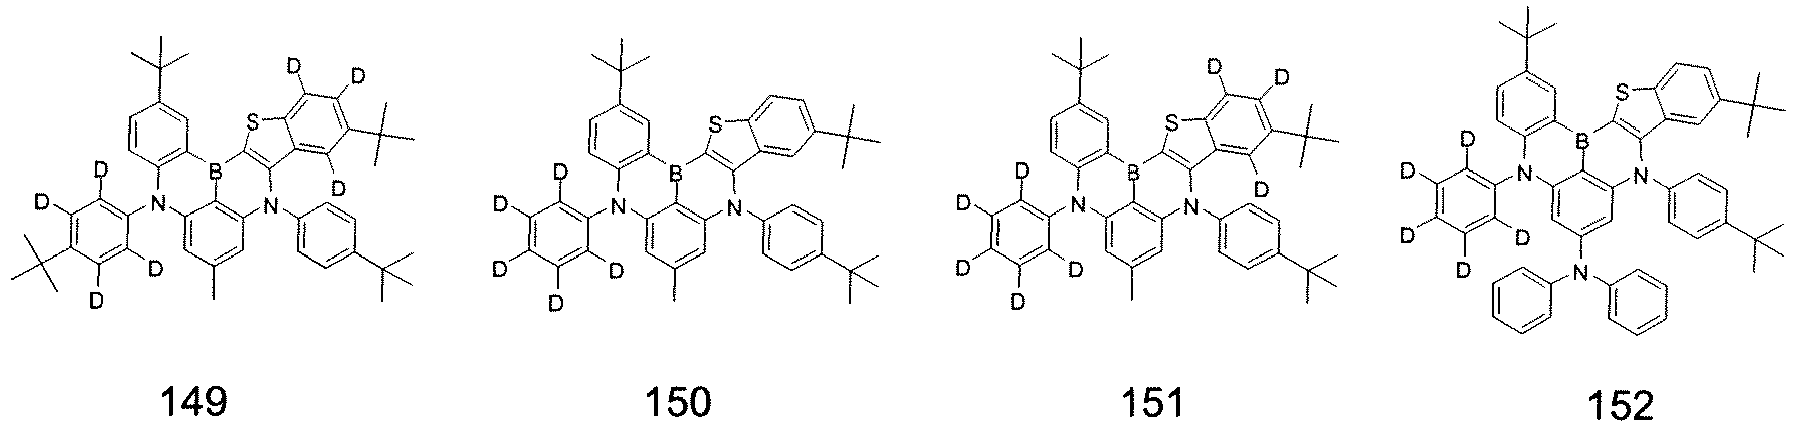 D D S B D D D N N D D
S B D D N N D D D
D D S B D D D N N D D D
S B D D N N D D D N
149 150 151 152